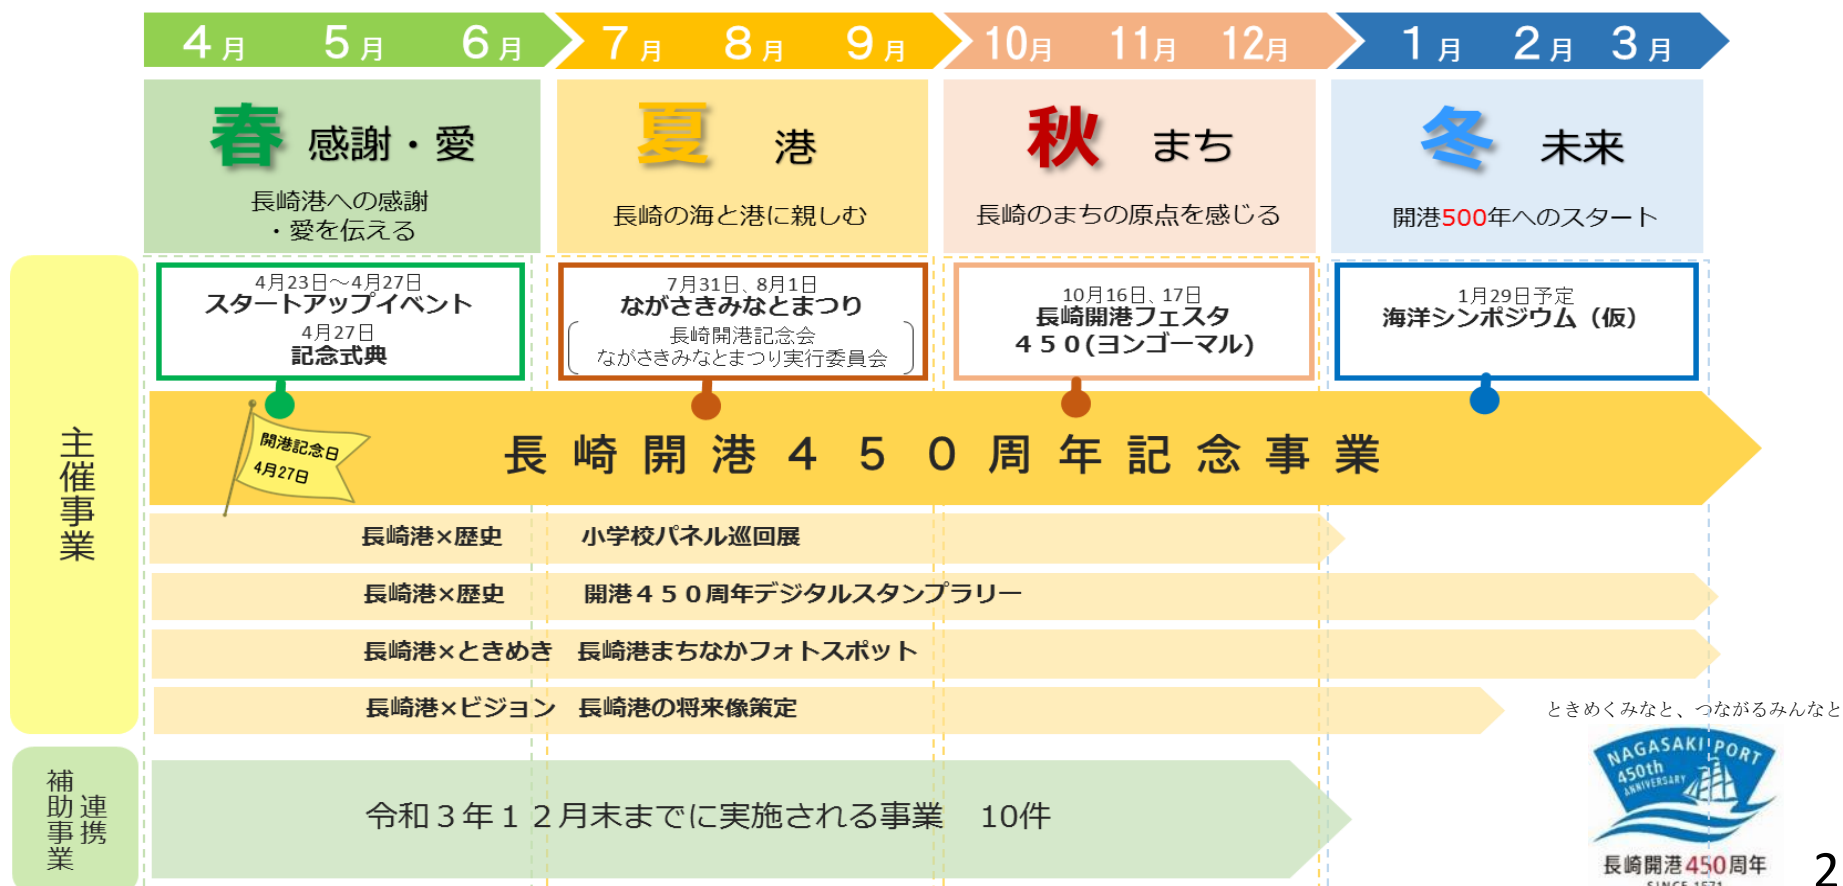 4月 5月 6月 7月 8月 9月 10月 11月 12月 1月 2月 3月
春 感謝・愛
長崎港への感謝
・愛を伝える
夏 港
長崎の海と港に親しむ
秋 まち
長崎のまちの原点を感じる
冬 未来
開港500年へのスタート
主催事業
4月23日～4月27日
スタートアップイベント
4月27日
記念式典
7月31日、8月1日
ながさきみなとまつり
長崎開港記念会
ながさきみなとまつり実行委員会
10月16日、17日
長崎開港フェスタ
４５０(ヨンゴーマル)
1月29日予定
海洋シンポジウム（仮）
開港記念日
4月27日
長崎開港４５０周年記念事業
長崎港×歴史 小学校パネル巡回展
長崎港×歴史 開港４５０周年デジタルスタンプラリー
長崎港×ときめき 長崎港まちなかフォトスポット
長崎港×ビジョン 長崎港の将来像策定
連携
補助事業
令和３年１２月末までに実施される事業 10件
ときめくみなと、つながるみんなと
NAGASAKI PORT
450th
ANNIVERSARY
長崎開港450周年
SINCE 1571
2